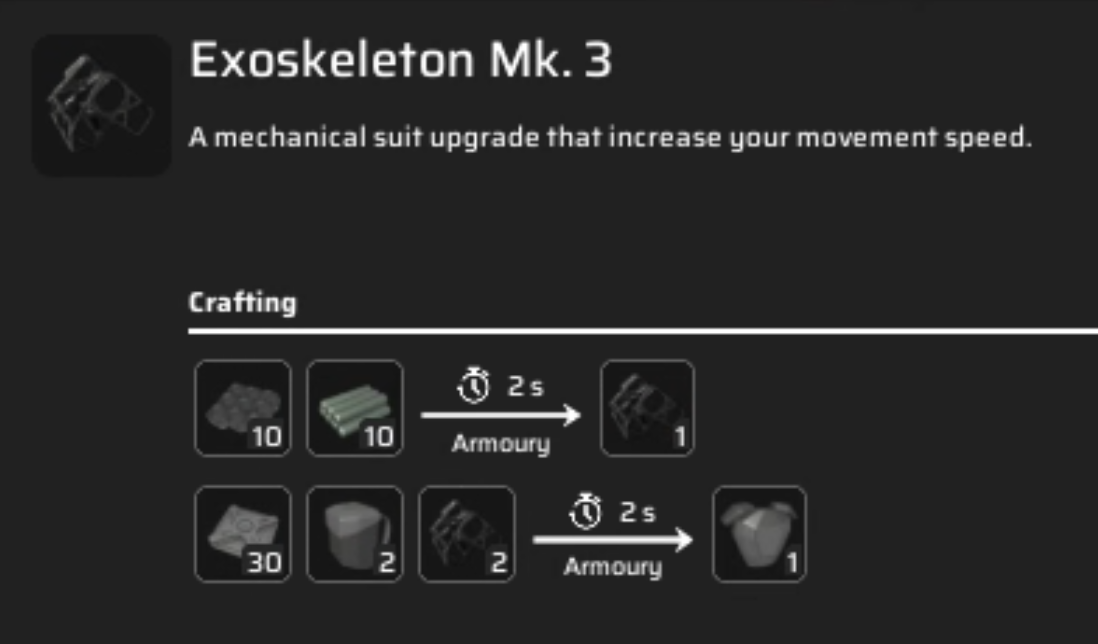 Exoskeleton Mk. 3
A mechanical suit upgrade that increase your movement speed.
Crafting
10 10 2 s 1
Armoury
30 2 2 2 s 1
Armoury